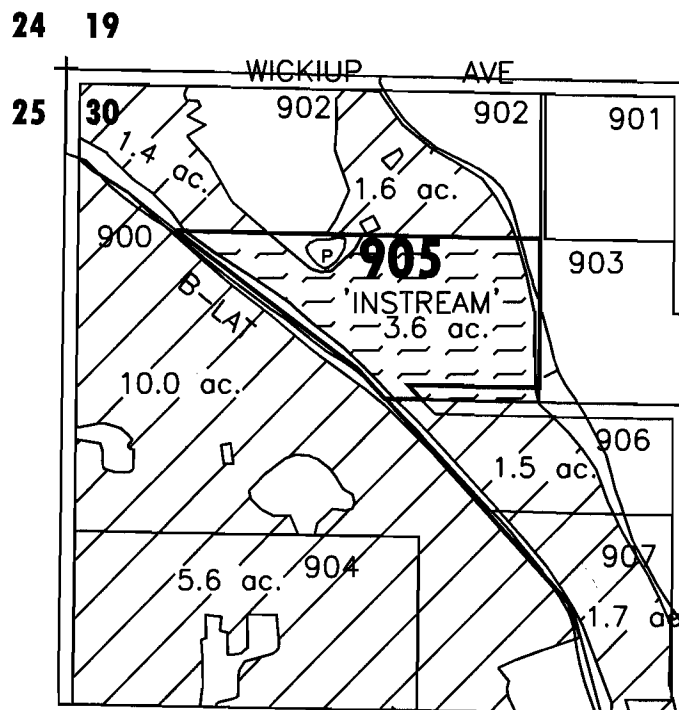 24 19
WICKIUP AVE
25 30
902 902 901
1.4 ac.
1.6 ac.
900 905 903
P
B-LAT
'INSTREAM'
3.6 ac.
10.0 ac.
906
1.5 ac.
904 907
5.6 ac.
1.7 ac